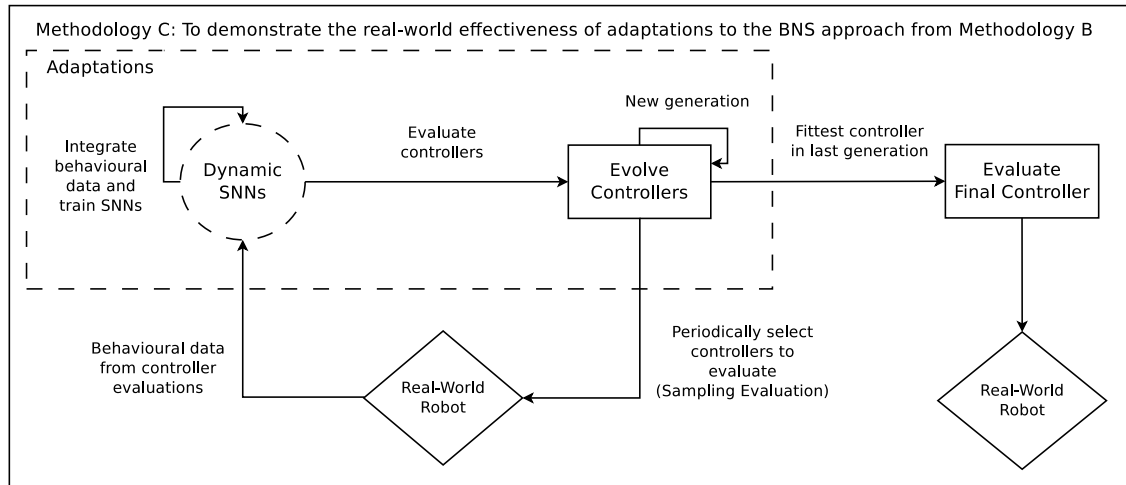 Methodology C: To demonstrate the real-world effectiveness of adaptations to the BNS approach from Methodology B
Adaptations
New generation
Integrate
behavioural
data and
train SNNs
Dynamic
SNNs
Evaluate
controllers
Evolve
Controllers
Fittest controller
in last generation
Evaluate
Final Controller
Behavioural data
from controller
evaluations
Real-World
Robot
Periodically select
controllers to
evaluate
(Sampling Evaluation)
Real-World
Robot